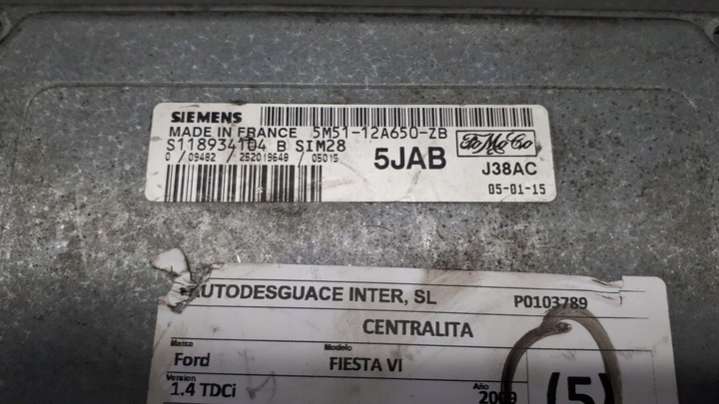 SIEMENS
MADE IN FRANCE 5M51-12A650-ZB
S118934104 B SIM28
0 /09482 / 252019648 /05015
5JAB
FoMoCo
J38AC
05-01-15
AUTODESGUACE INTER, SL P0103789
CENTRALITA
Marca Modelo
Ford FIESTA VI
Version Año
1.4 TDCi
(5)